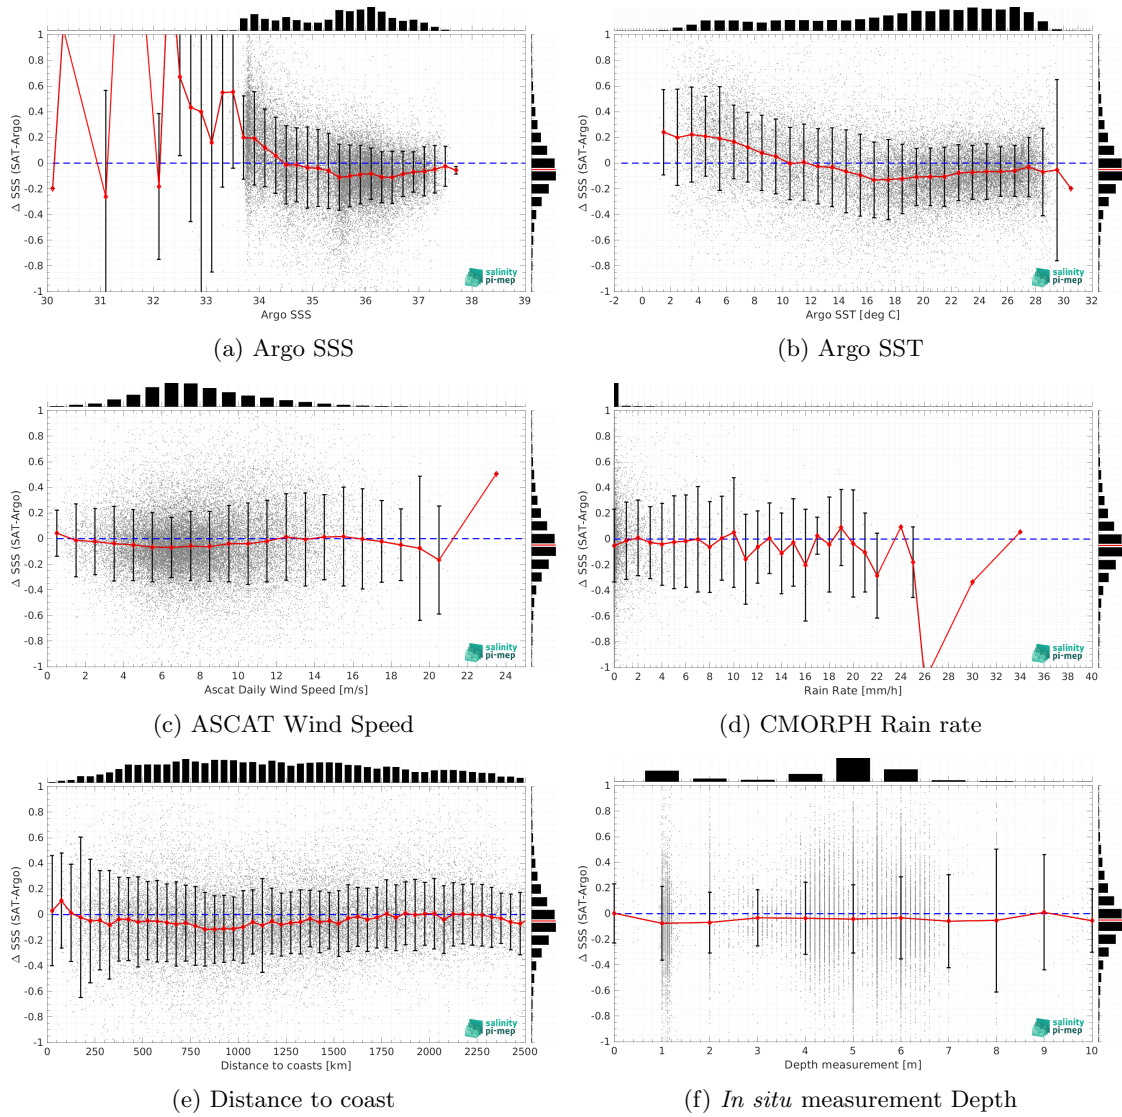 1
0.8
0.6
0.4
0.2
0
-0.2
-0.4
-0.6
-0.8
-1
Δ SSS (SAT-Argo)
30 31 32 33 34 35 36 37 38 39
Argo SSS
salinity
pi-mep
(a) Argo SSS
1
0.8
0.6
0.4
0.2
0
-0.2
-0.4
-0.6
-0.8
-1
Δ SSS (SAT-Argo)
-2 0 2 4 6 8 10 12 14 16 18 20 22 24 26 28 30 32
Argo SST [deg C]
salinity
pi-mep
(b) Argo SST
1
0.8
0.6
0.4
0.2
0
-0.2
-0.4
-0.6
-0.8
-1
Δ SSS (SAT-Argo)
0 2 4 6 8 10 12 14 16 18 20 22 24
Ascat Daily Wind Speed [m/s]
salinity
pi-mep
(c) ASCAT Wind Speed
1
0.8
0.6
0.4
0.2
0
-0.2
-0.4
-0.6
-0.8
-1
Δ SSS (SAT-Argo)
0 2 4 6 8 10 12 14 16 18 20 22 24 26 28 30 32 34 36 38 40
Rain Rate [mm/h]
salinity
pi-mep
(d) CMORPH Rain rate
1
0.8
0.6
0.4
0.2
0
-0.2
-0.4
-0.6
-0.8
-1
Δ SSS (SAT-Argo)
0 250 500 750 1000 1250 1500 1750 2000 2250 2500
Distance to coasts [km]
salinity
pi-mep
(e) Distance to coast
1
0.8
0.6
0.4
0.2
0
-0.2
-0.4
-0.6
-0.8
-1
Δ SSS (SAT-Argo)
0 1 2 3 4 5 6 7 8 9 10
Depth measurement [m]
salinity
pi-mep
(f) In situ measurement Depth